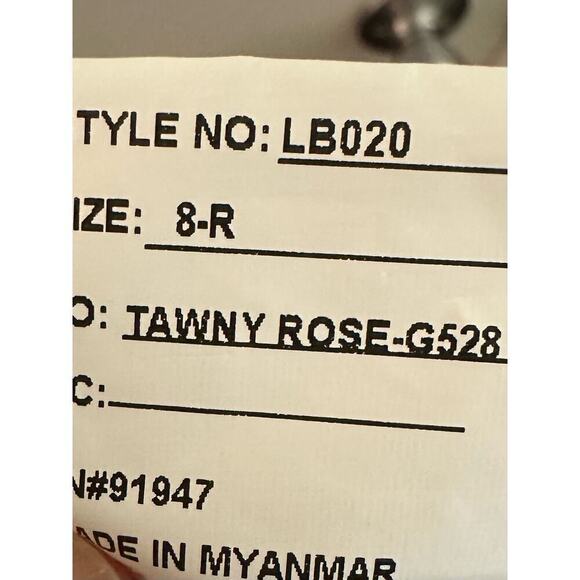 TYLE NO: LB020
IZE: 8-R
O: TAWNY ROSE-G528
C:
N#91947
ADE IN MYANMAR